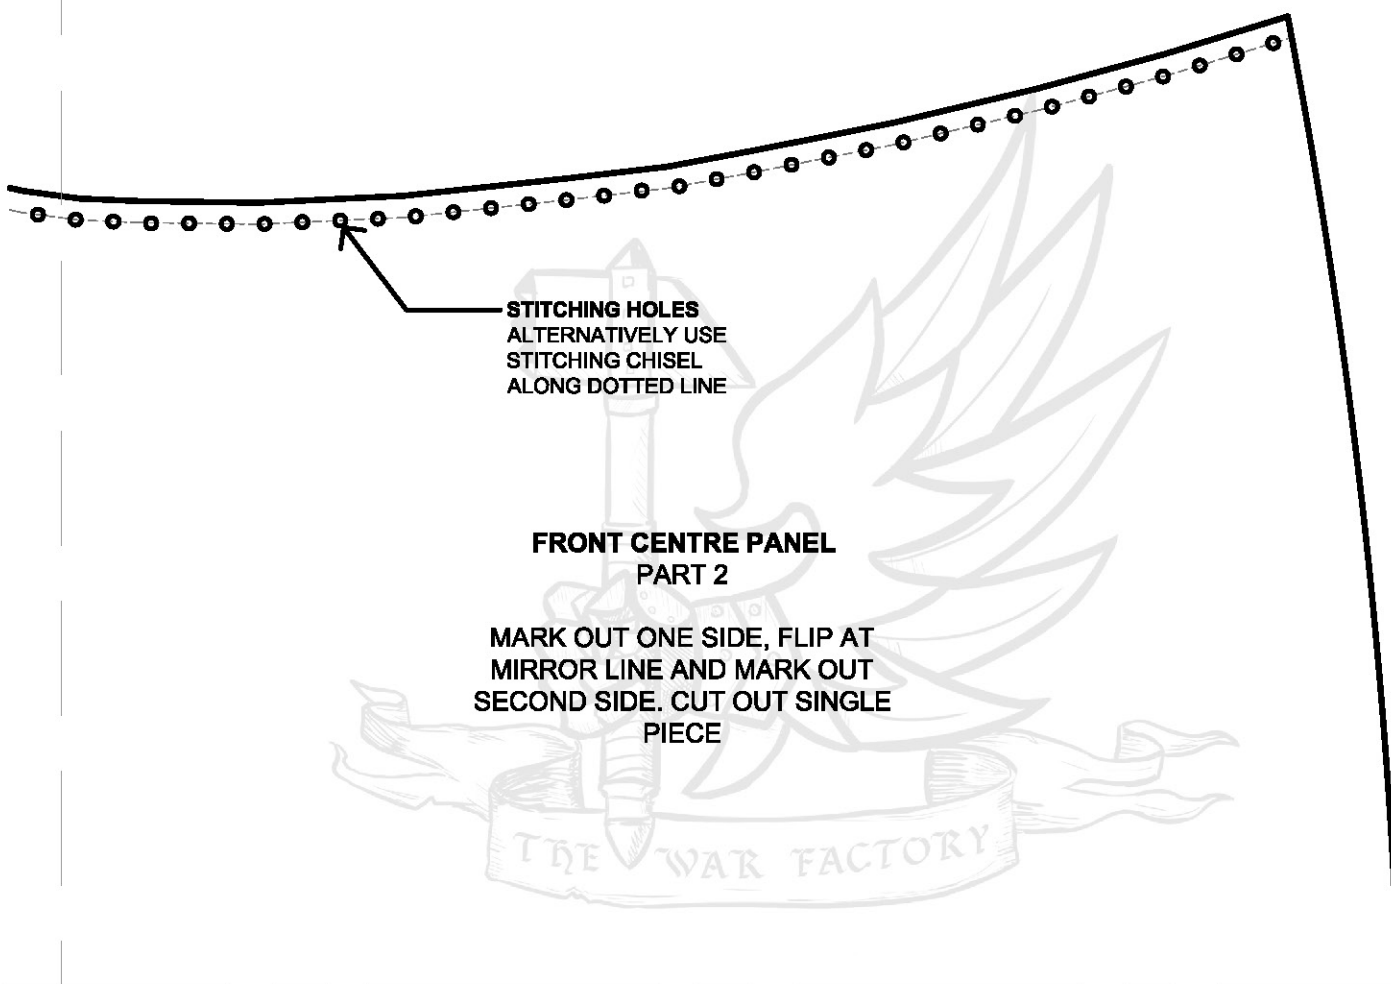 STITCHING HOLES
ALTERNATIVELY USE
STITCHING CHISEL
ALONG DOTTED LINE
FRONT CENTRE PANEL
PART 2
MARK OUT ONE SIDE, FLIP AT
MIRROR LINE AND MARK OUT
SECOND SIDE. CUT OUT SINGLE
PIECE
THE WAR FACTORY